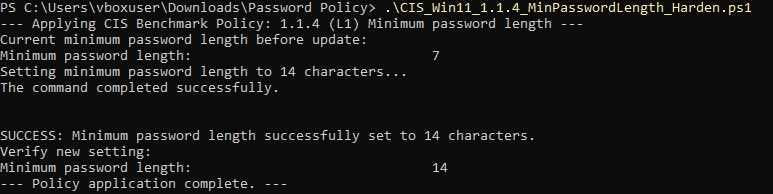 PS C:\Users\vboxuser\Downloads\Password Policy> .\CIS_Win11_1.1.4_MinPasswordLength_Harden.ps1
--- Applying CIS Benchmark Policy: 1.1.4 (L1) Minimum password length ---
Current minimum password length before update:
Minimum password length: 7
Setting minimum password length to 14 characters...
The command completed successfully.
SUCCESS: Minimum password length successfully set to 14 characters.
Verify new setting:
Minimum password length: 14
--- Policy application complete. ---